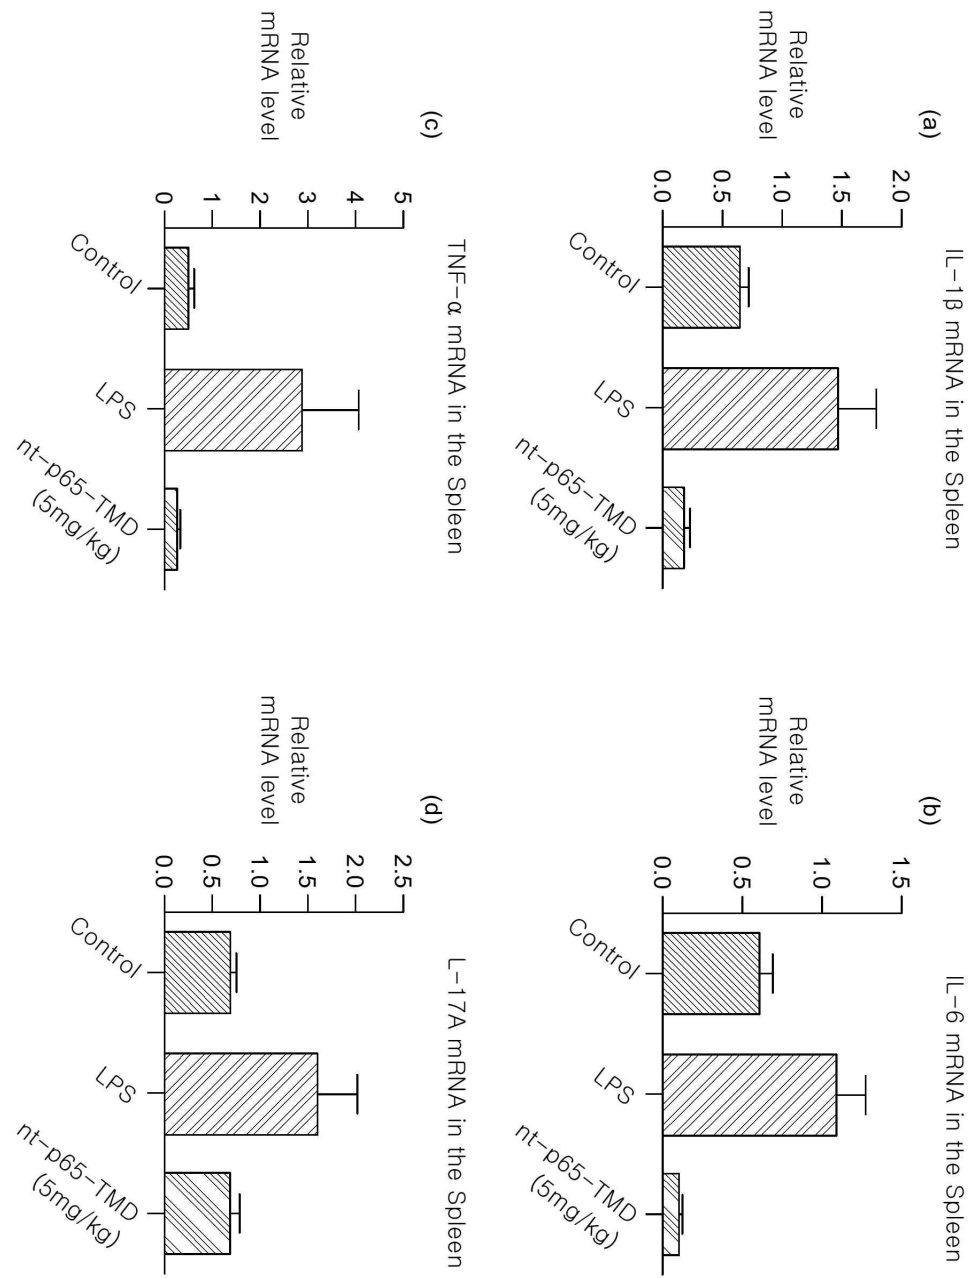 (a)
IL-1β mRNA in the Spleen
Relative
mRNA level
2.0
1.5
1.0
0.5
0.0
Control
LPS
nt-p65-TMD
(5mg/kg)
(b)
IL-6 mRNA in the Spleen
Relative
mRNA level
1.5
1.0
0.5
0.0
Control
LPS
nt-p65-TMD
(5mg/kg)
(c)
TNF-α mRNA in the Spleen
Relative
mRNA level
5
4
3
2
1
0
Control
LPS
nt-p65-TMD
(5mg/kg)
(d)
L-17A mRNA in the Spleen
Relative
mRNA level
2.5
2.0
1.5
1.0
0.5
0.0
Control
LPS
nt-p65-TMD
(5mg/kg)